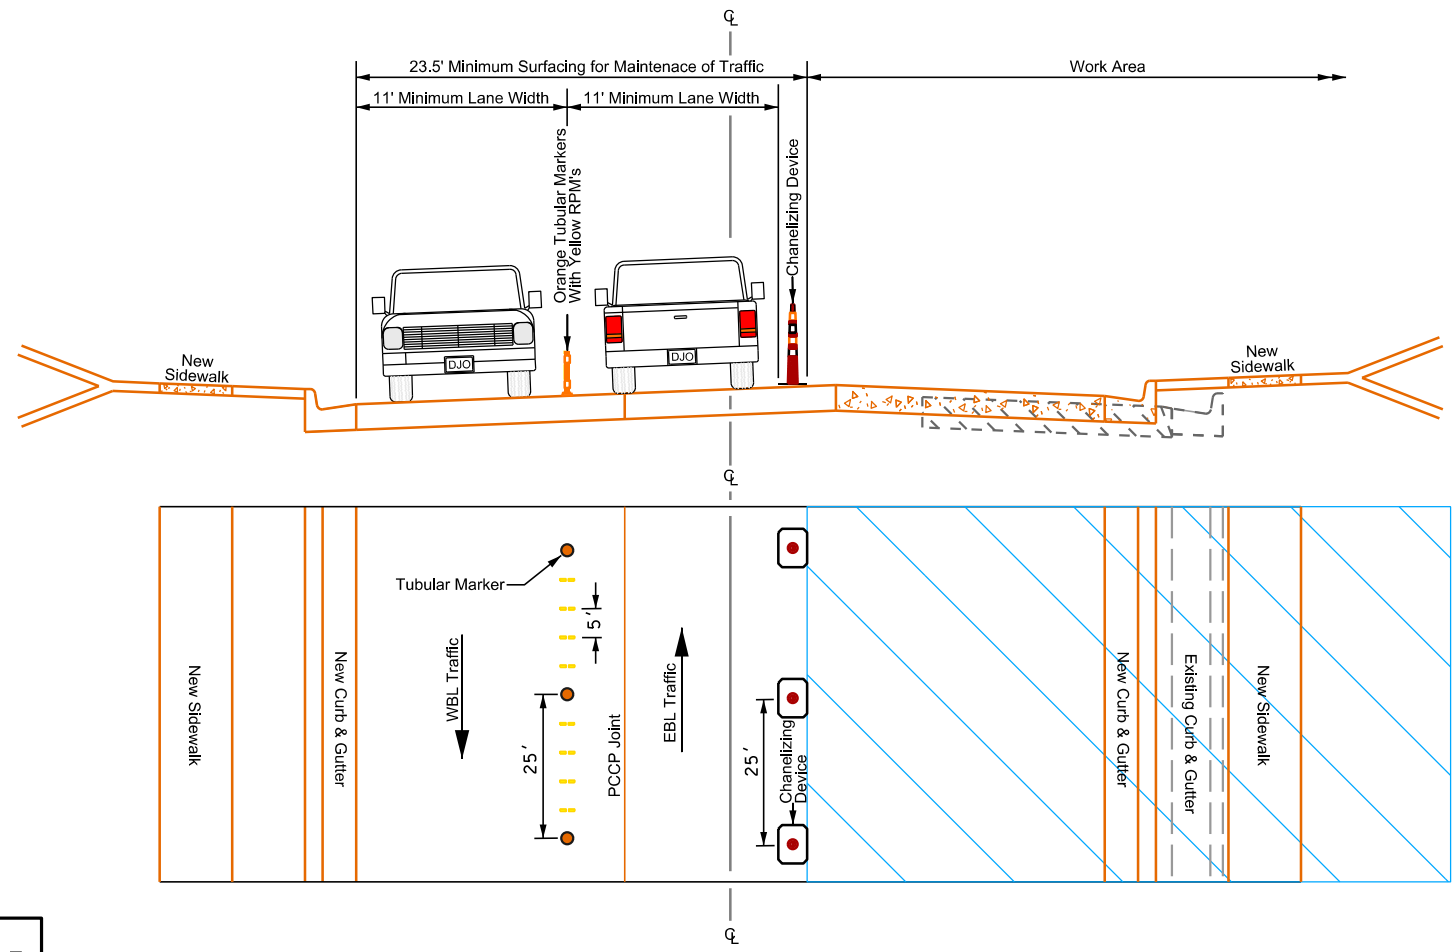 CL
23.5' Minimum Surfacing for Maintenace of Traffic
Work Area
11' Minimum Lane Width
11' Minimum Lane Width
Orange Tubular Markers
With Yellow RPM's
Chanelizing Device
New
Sidewalk
DJO
DJO
New
Sidewalk
CL
Tubular Marker
5'
WBL Traffic
EBL Traffic
New Sidewalk
New Curb & Gutter
25'
PCCP Joint
25'
Chanelizing
Device
New Curb & Gutter
Existing Curb & Gutter
New Sidewalk
CL